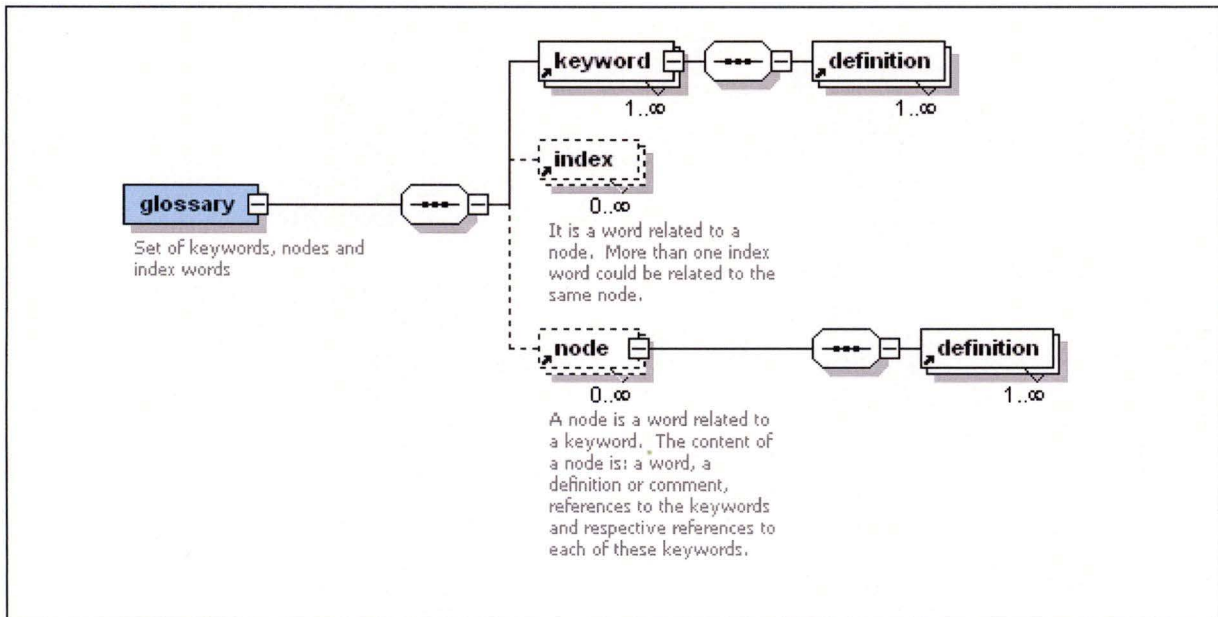 keyword
definition
1..∞
1..∞
index
0..∞
It is a word related to a
node.  More than one index
word could be related to the
same node.
glossary
Set of keywords, nodes and
index words
node
definition
0..∞
1..∞
A node is a word related to
a keyword.  The content of
a node is: a word, a
definition or comment,
references to the keywords
and respective references to
each of these keywords.